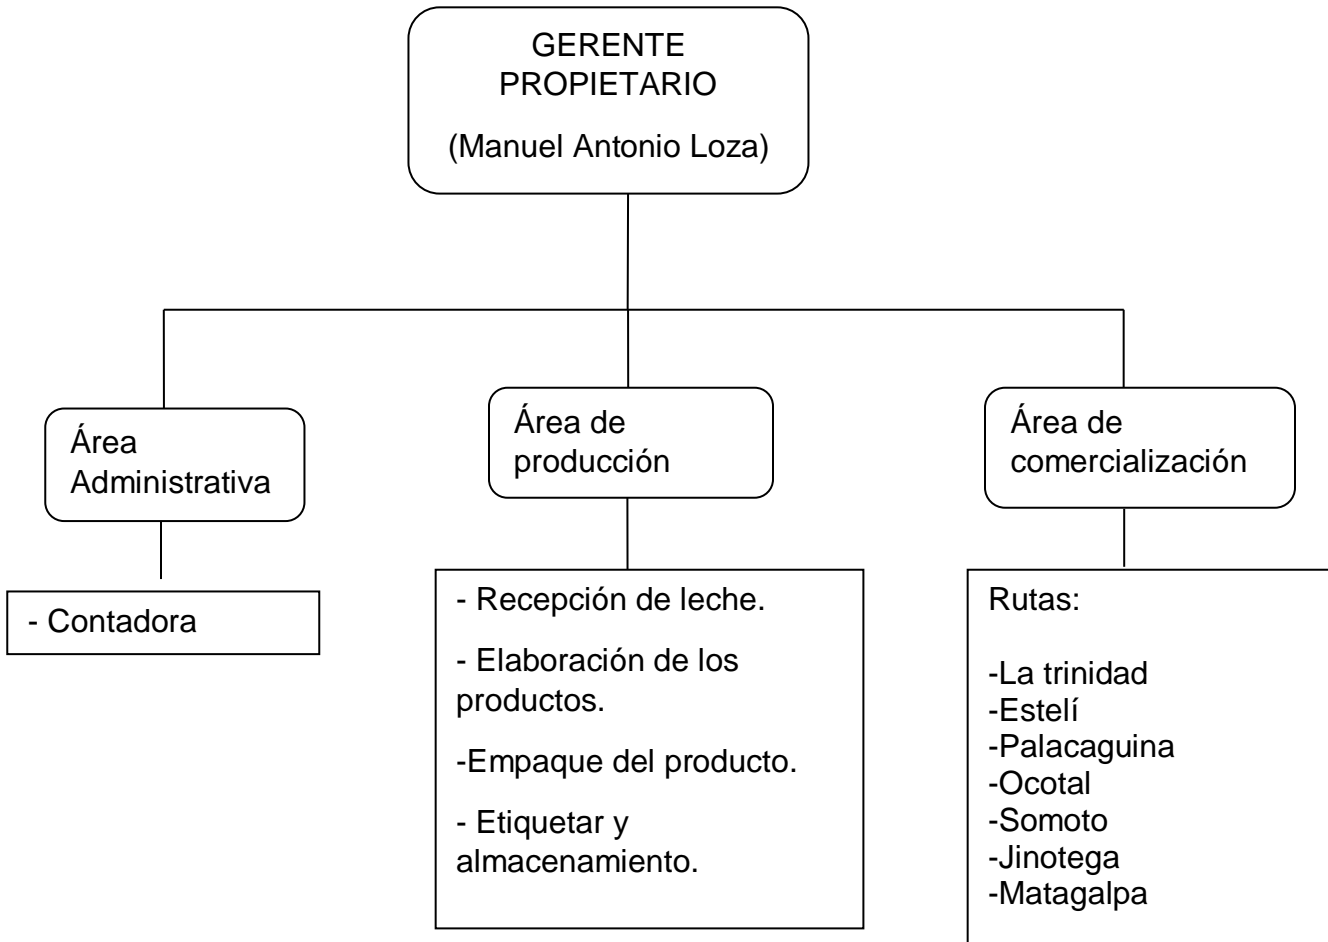 GERENTE
PROPIETARIO
(Manuel Antonio Loza)
Área
Administrativa
Área de
producción
Área de
comercialización
- Contadora
- Recepción de leche.
- Elaboración de los
productos.
-Empaque del producto.
- Etiquetar y
almacenamiento.
Rutas:
-La trinidad
-Estelí
-Palacaguina
-Ocotal
-Somoto
-Jinotega
-Matagalpa